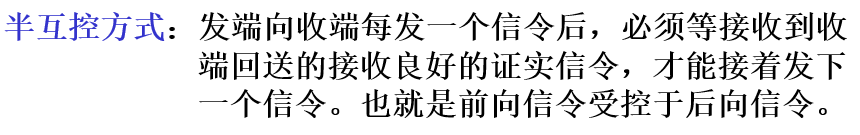 半互控方式：发端向收端每发一个信令后，必须等接收到收
端回送的接收良好的证实信令，才能接着发下
一个信令。也就是前向信令受控于后向信令。